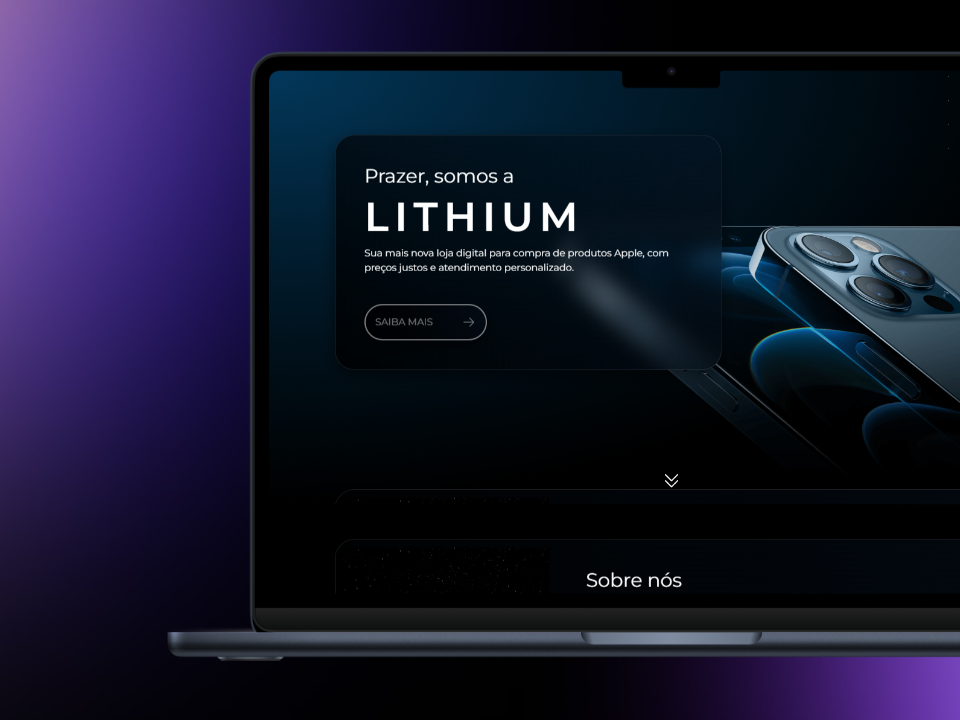 Prazer, somos a
LITHIUM
Sua mais nova loja digital para compra de produtos Apple, com
preços justos e atendimento personalizado.
SAIBA MAIS
Sobre nós